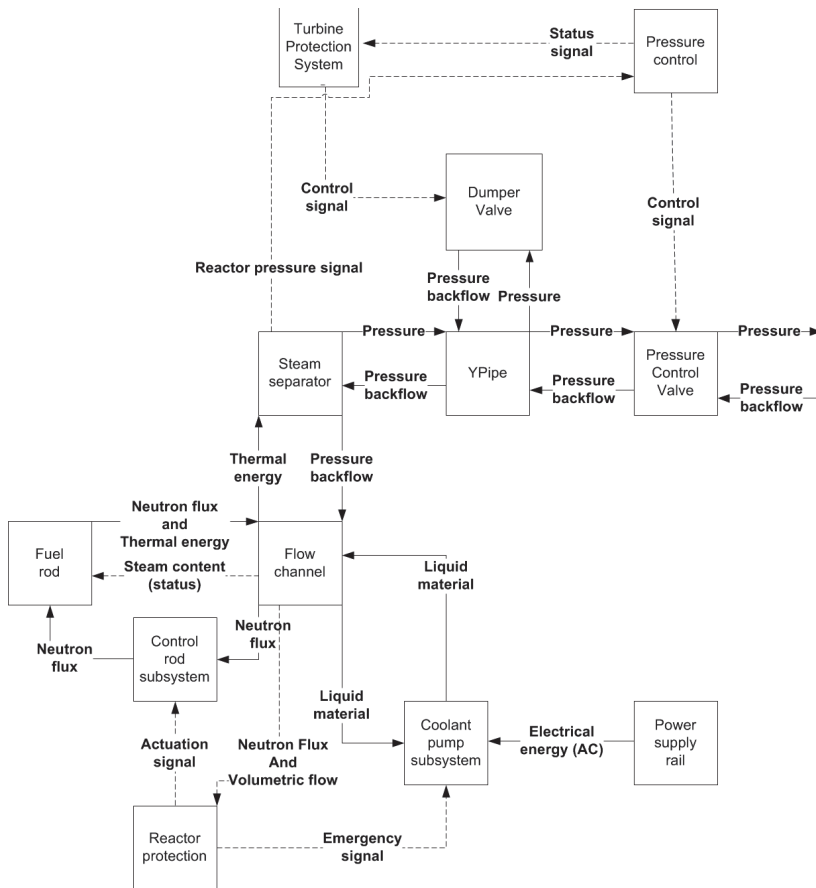 Turbine
Protection
System
Status
signal
Pressure
control
Control
signal
Dumper
Valve
Control
signal
Reactor pressure signal
Pressure
backflow
Pressure
Pressure
Pressure
Pressure
Steam
separator
YPipe
Pressure
Control
Valve
Pressure
backflow
Pressure
backflow
Pressure
backflow
Thermal
energy
Pressure
backflow
Neutron flux
and
Thermal energy
Fuel
rod
Flow
channel
Steam content
(status)
Liquid
material
Neutron
flux
Control
rod
subsystem
Neutron
flux
Liquid
material
Coolant
pump
subsystem
Electrical
energy (AC)
Power
supply
rail
Actuation
signal
Neutron Flux
And
Volumetric flow
Reactor
protection
Emergency
signal